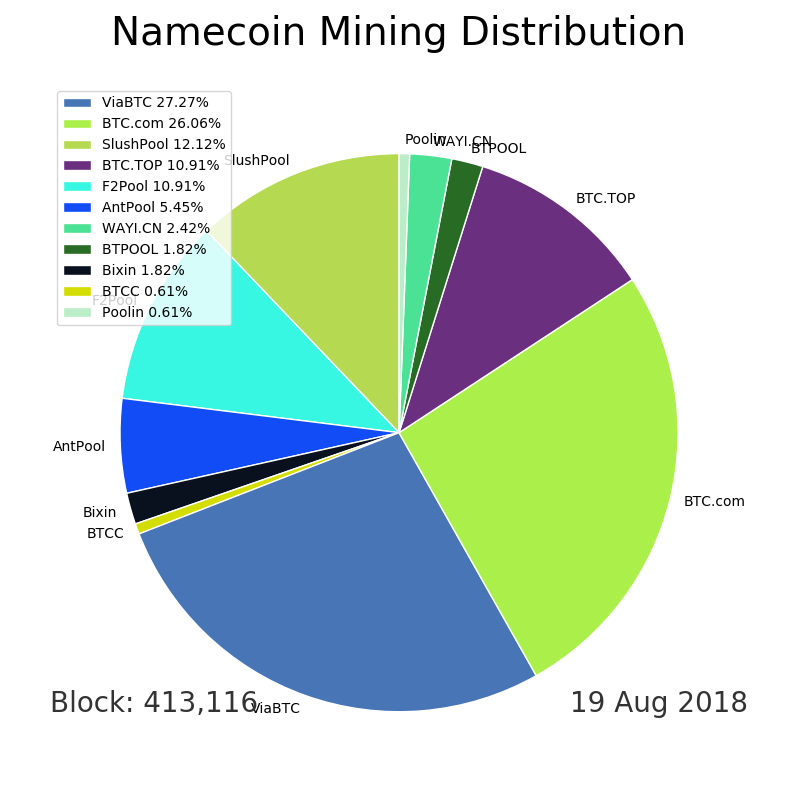 Namecoin Mining Distribution
ViaBTC 27.27%
BTC.com 26.06%
SlushPool 12.12%
BTC.TOP 10.91%
F2Pool 10.91%
AntPool 5.45%
WAYI.CN 2.42%
BTPOOL 1.82%
Bixin 1.82%
BTCC 0.61%
Poolin 0.61%
Poolin
WAYI.CN
BTPOOL
SlushPool
BTC.TOP
F2Pool
AntPool
BTC.com
Bixin
BTCC
Block: 413,116
ViaBTC
19 Aug 2018